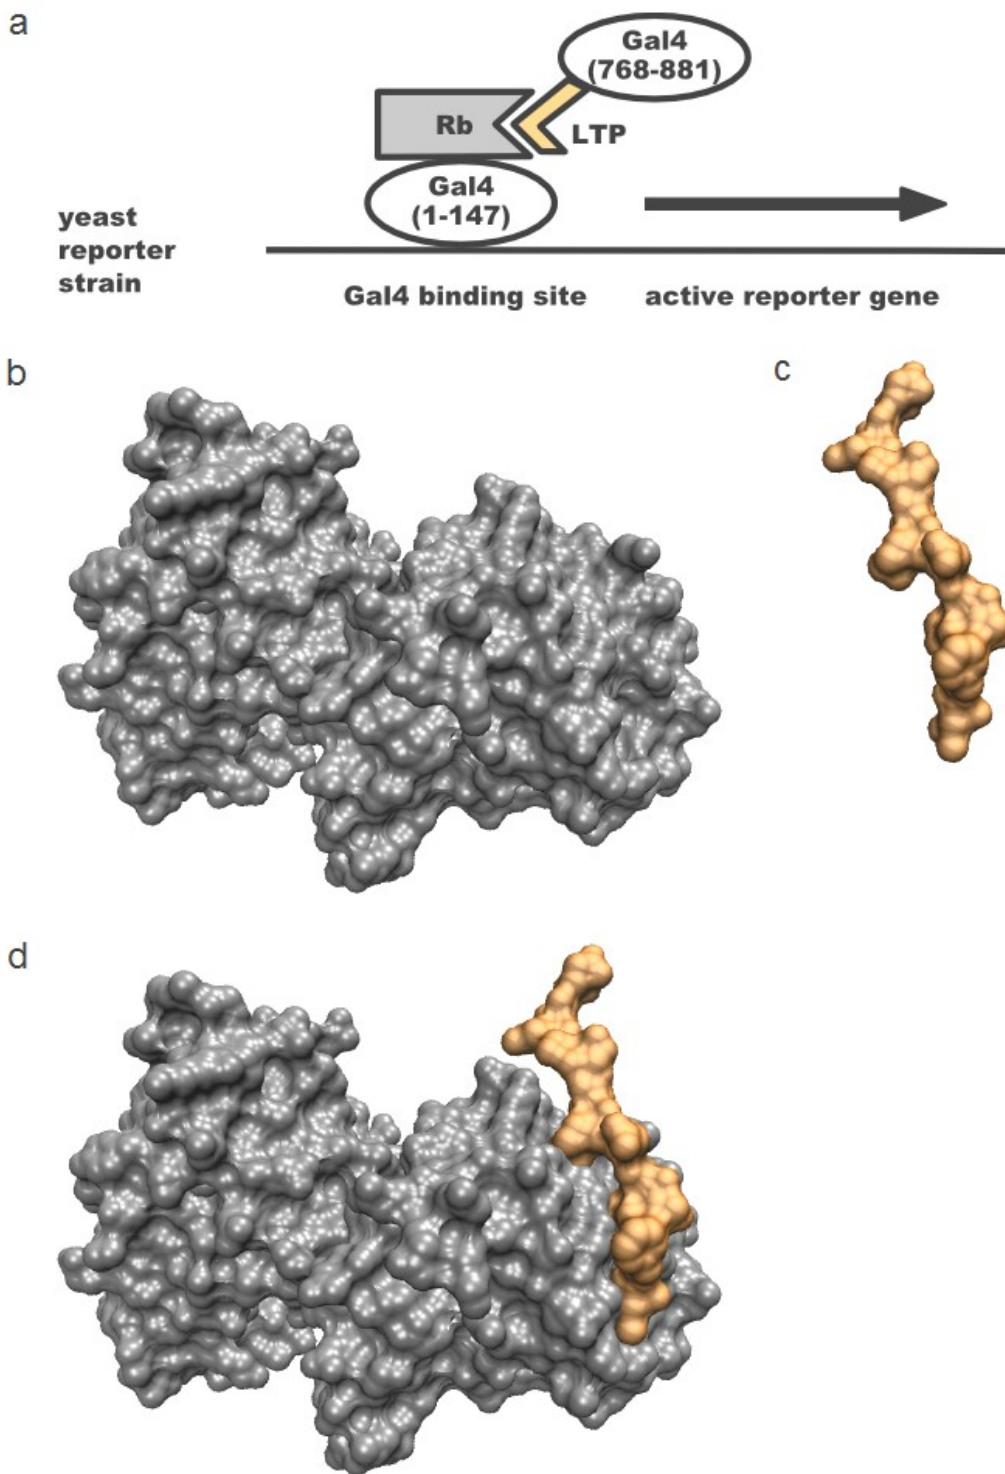 a
Gal4
(768-881)
Rb
LTP
Gal4
(1-147)
yeast
reporter
strain
Gal4 binding site
active reporter gene
b
c
d